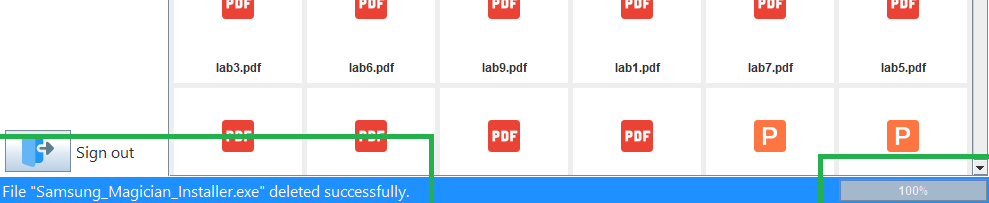 PDF PDF PDF PDF PDF PDF
lab3.pdf lab6.pdf lab9.pdf lab1.pdf lab7.pdf lab5.pdf
PDF PDF PDF PDF P P
Sign out
File "Samsung_Magician_Installer.exe" deleted successfully. 100%